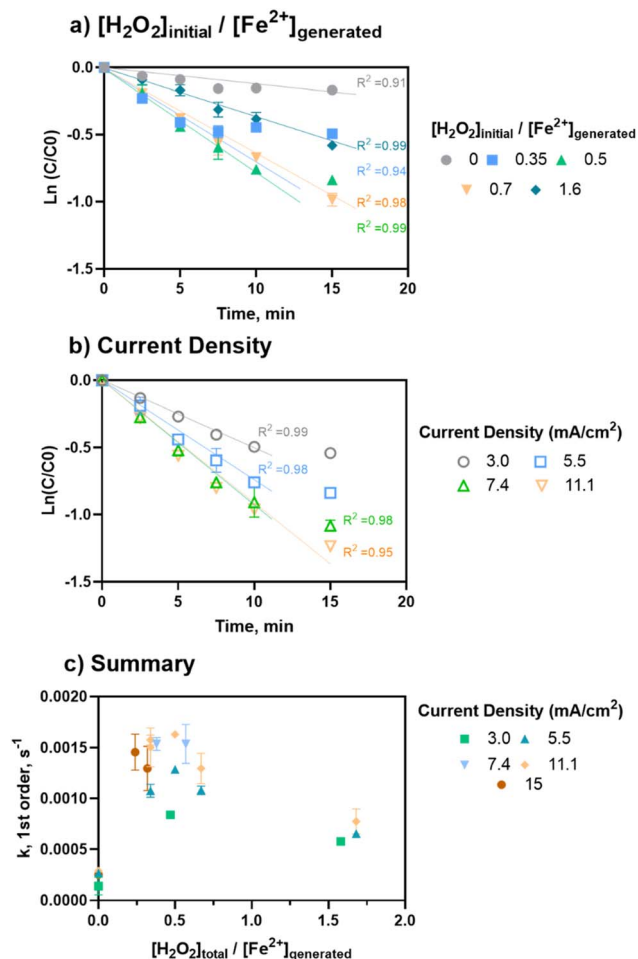 a) [H₂O₂]initial / [Fe²⁺]generated
0.0
-0.5
-1.0
-1.5
Ln (C/C0)
R² =0.91
R² =0.99
R² =0.94
R² =0.98
R² =0.99
0 5 10 15 20
Time, min
[H₂O₂]initial / [Fe²⁺]generated
0 0.35 0.5
0.7 1.6
b) Current Density
0.0
-0.5
-1.0
-1.5
Ln(C/C0)
R² =0.99
R² =0.98
R² =0.98
R² =0.95
0 5 10 15 20
Time, min
Current Density (mA/cm²)
3.0 5.5
7.4 11.1
c) Summary
0.0020
0.0015
0.0010
0.0005
0.0000
k, 1st order, s⁻¹
0.0 0.5 1.0 1.5 2.0
[H₂O₂]total / [Fe²⁺]generated
Current Density (mA/cm²)
3.0 5.5
7.4 11.1
15